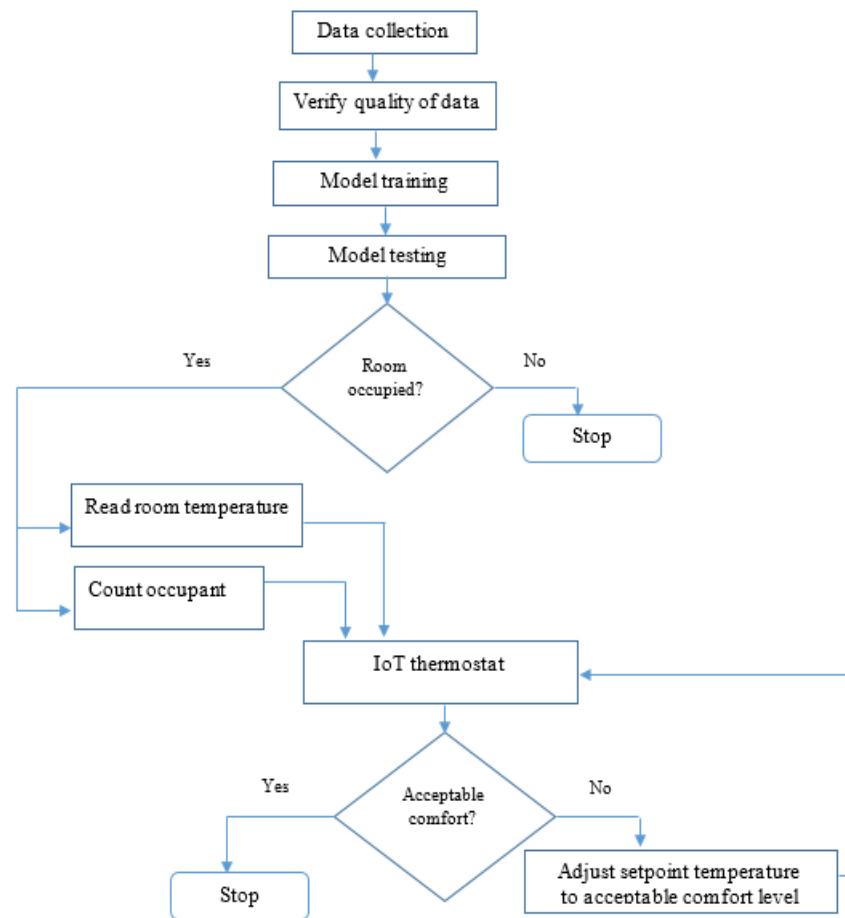 Data collection
Verify quality of data
Model training
Model testing
Yes
Room
occupied?
No
Stop
Read room temperature
Count occupant
IoT thermostat
Yes
Acceptable
comfort?
No
Stop
Adjust setpoint temperature
to acceptable comfort level